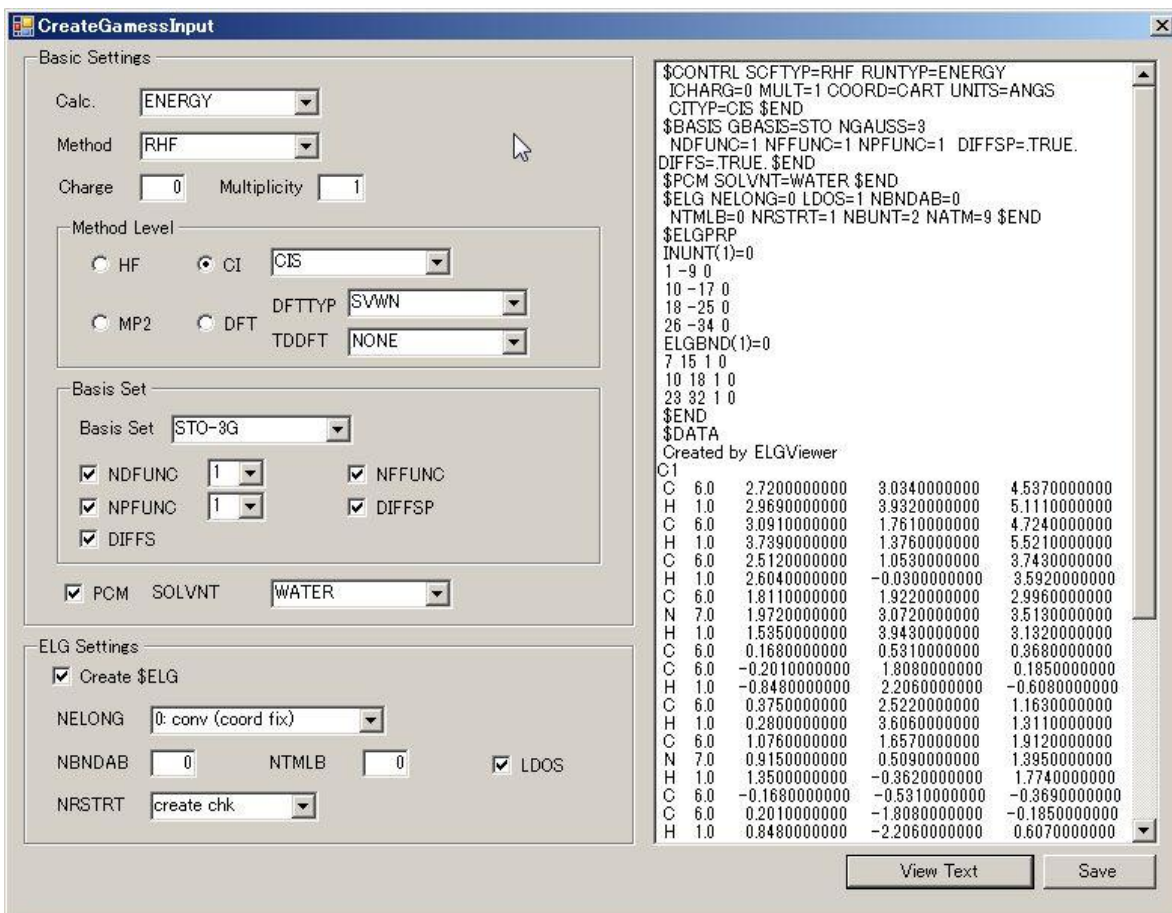 CreateGamessInput
Basic Settings
Calc. ENERGY
Method RHF
Charge 0 Multiplicity 1
Method Level
HF CI CIS
MP2 DFT DFTTYP SVWN
TDDFT NONE
Basis Set
Basis Set STO-3G
NDFUNC 1 NFFUNC
NPFUNC 1 DIFFSP
DIFFS
PCM SOLVNT WATER
ELG Settings
Create $ELG
NELONG 0: conv (coord fix)
NBNDAB 0 NTMLB 0 LDOS
NRSTRT create chk
$CONTRL SCFTYP=RHF RUNTYP=ENERGY
ICHARG=0 MULT=1 COORD=CART UNITS=ANGS
CITYP=CIS $END
$BASIS GBASIS=STO NGAUSS=3
NDFUNC=1 NFFUNC=1 NPFUNC=1 DIFFSP=.TRUE.
DIFFS=.TRUE. $END
$PCM SOLVNT=WATER $END
$ELG NELONG=0 LDOS=1 NBNDAB=0
NTMLB=0 NRSTRT=1 NBUNT=2 NATM=9 $END
$ELGPRP
INUNT(1)=0
1 -9 0
10 -17 0
18 -25 0
26 -34 0
ELGBND(1)=0
7 15 1 0
10 18 1 0
23 32 1 0
$END
$DATA
Created by ELGViewer
C1
C 6.0 2.7200000000 3.0340000000 4.5370000000
H 1.0 2.9690000000 3.9320000000 5.1110000000
C 6.0 3.0910000000 1.7610000000 4.7240000000
H 1.0 3.7390000000 1.3760000000 5.5210000000
C 6.0 2.5120000000 1.0530000000 3.7430000000
H 1.0 2.6040000000 -0.0300000000 3.5920000000
C 6.0 1.8110000000 1.9220000000 2.9960000000
N 7.0 1.9720000000 3.0720000000 3.5130000000
H 1.0 1.5350000000 3.9430000000 3.1320000000
C 6.0 0.1680000000 0.5310000000 0.3680000000
C 6.0 -0.2010000000 1.8080000000 0.1850000000
H 1.0 -0.8480000000 2.2060000000 -0.6080000000
C 6.0 0.3750000000 2.5220000000 1.1630000000
H 1.0 0.2800000000 3.6060000000 1.3110000000
C 6.0 1.0760000000 1.6570000000 1.9120000000
N 7.0 0.9150000000 0.5090000000 1.3950000000
H 1.0 1.3500000000 -0.3620000000 1.7740000000
C 6.0 -0.1680000000 -0.5310000000 -0.3690000000
C 6.0 0.2010000000 -1.8080000000 -0.1850000000
H 1.0 0.8480000000 -2.2060000000 0.6070000000
View Text Save